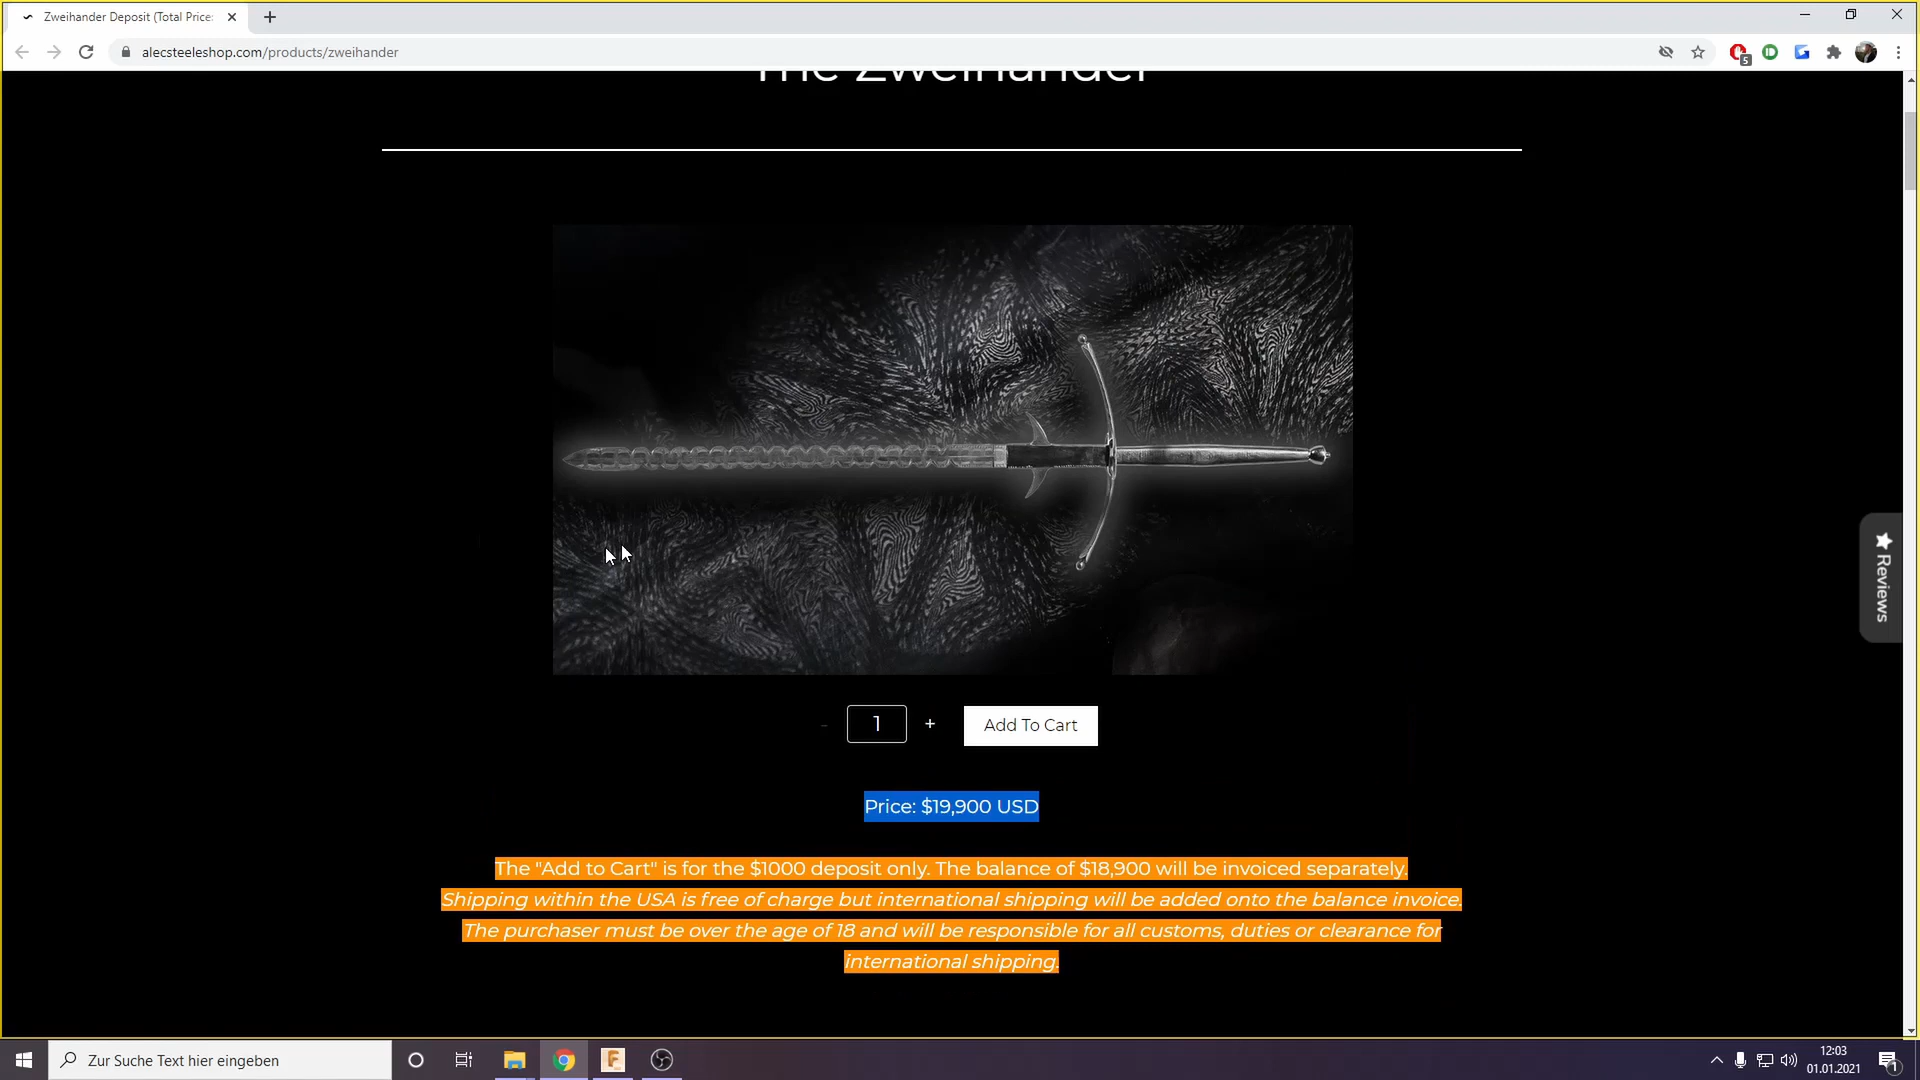 Zweihander Deposit (Total Price:
alecsteeleshop.com/products/zweihander
5
The Zweihander
Reviews
- 1 + Add To Cart
Price: $19,900 USD
The "Add to Cart" is for the $1000 deposit only. The balance of $18,900 will be invoiced separately.
Shipping within the USA is free of charge but international shipping will be added onto the balance invoice.
The purchaser must be over the age of 18 and will be responsible for all customs, duties or clearance for
international shipping.
Zur Suche Text hier eingeben
F
12:03
01.01.2021
1